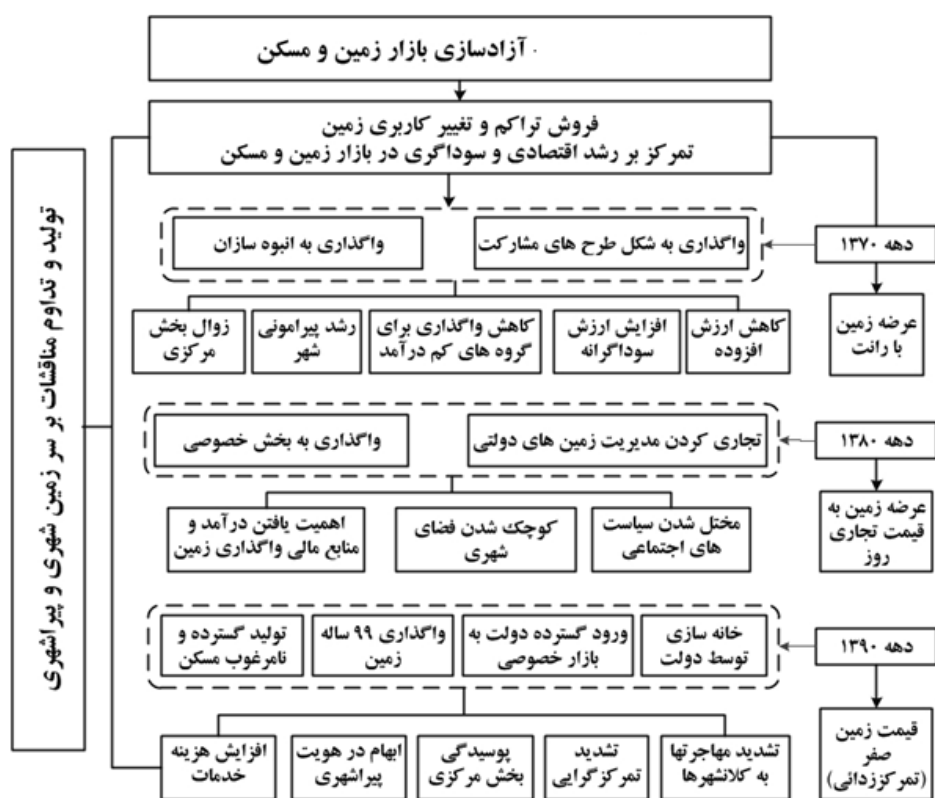 آزادسازی بازار زمین و مسکن
فروش تراکم و تغییر کاربری زمین
تمرکز بر رشد اقتصادی و سوداگری در بازار زمین و مسکن
تولید و تداوم مناقشات بر سر زمین شهری و پیراشهری
دهه ۱۳۷۰
عرضه زمین
با رانت
واگذاری به شکل طرح های مشارکت
واگذاری به انبوه سازان
کاهش ارزش
افزوده
افزایش ارزش
سوداگرانه
کاهش واگذاری برای
گروه های کم درآمد
رشد پیرامونی
شهر
زوال بخش
مرکزی
دهه ۱۳۸۰
عرضه زمین به
قیمت تجاری
روز
تجاری کردن مدیریت زمین های دولتی
واگذاری به بخش خصوصی
مختل شدن سیاست
های اجتماعی
کوچک شدن فضای
شهری
اهمیت یافتن درآمد و
منابع مالی واگذاری زمین
دهه ۱۳۹۰
قیمت زمین
صفر
(تمرکززدائی)
خانه سازی
توسط دولت
ورود گسترده دولت به
بازار خصوصی
واگذاری ۹۹ ساله
زمین
تولید گسترده و
نامرغوب مسکن
تشدید مهاجرتها
به کلانشهرها
تشدید
تمرکزگرایی
پوسیدگی
بخش مرکزی
ابهام در هویت
پیراشهری
افزایش هزینه
خدمات